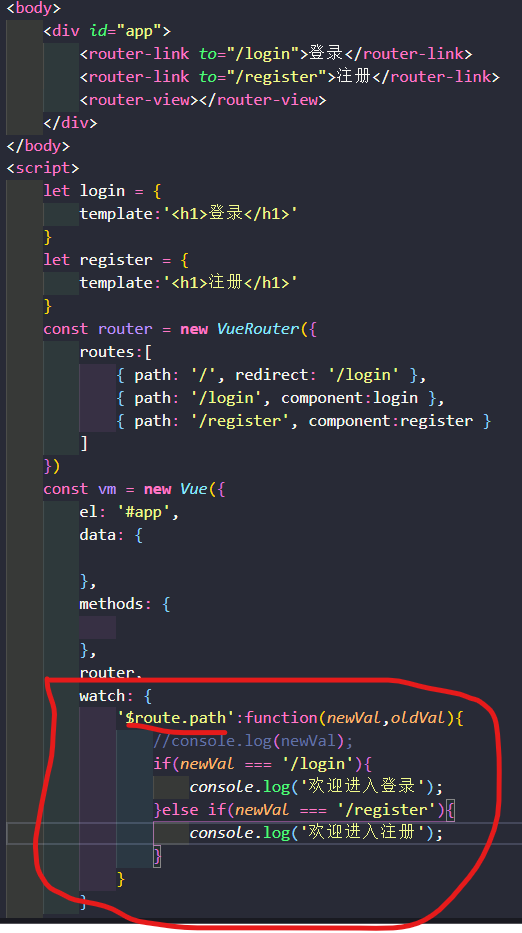 <body>
<div id="app">
<router-link to="/login">登录</router-link>
<router-link to="/register">注册</router-link>
<router-view></router-view>
</div>
</body>
<script>
let login = {
template:'<h1>登录</h1>'
}
let register = {
template:'<h1>注册</h1>'
}
const router = new VueRouter({
routes:[
{ path: '/', redirect: '/login' },
{ path: '/login', component:login },
{ path: '/register', component:register }
]
})
const vm = new Vue({
el: '#app',
data: {
},
methods: {
},
router,
watch: {
'$route.path':function(newVal,oldVal){
//console.log(newVal);
if(newVal === '/login'){
console.log('欢迎进入登录');
}else if(newVal === '/register'){
console.log('欢迎进入注册');
}
}
}